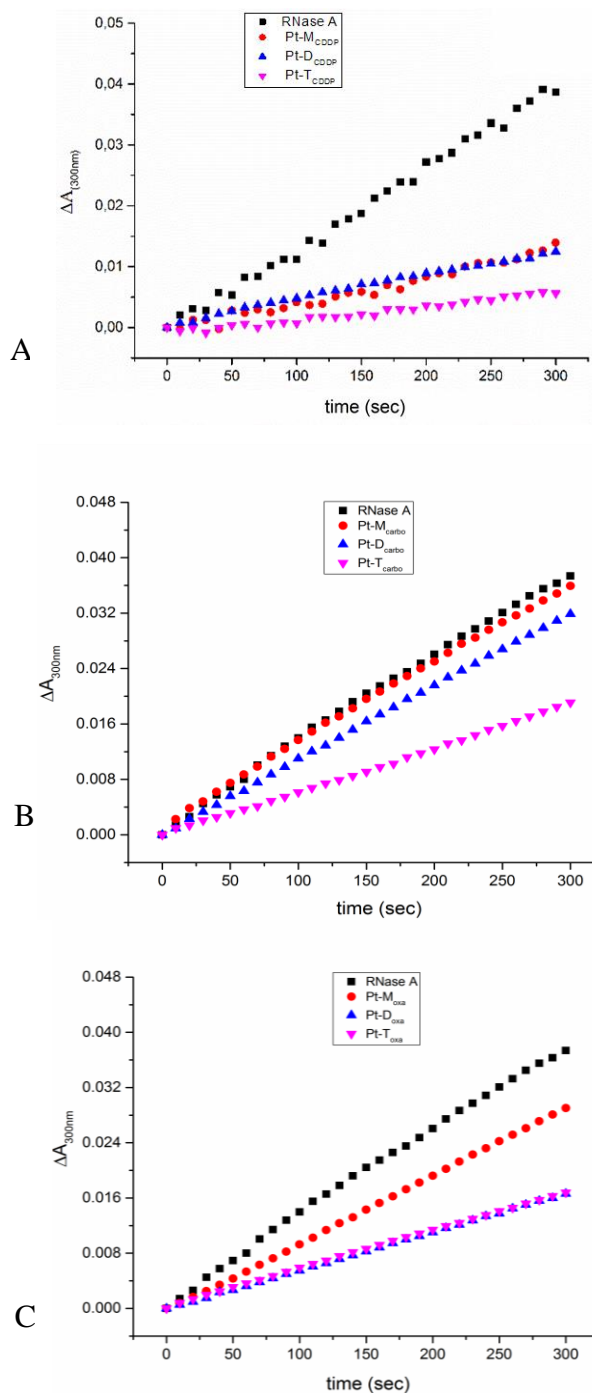 0,05
0,04
0,03
0,02
0,01
0,00
ΔA(300nm)
RNase A
Pt-MCDDP
Pt-DCDDP
Pt-TCDDP
0 50 100 150 200 250 300
time (sec)
A
0.048
0.040
0.032
0.024
0.016
0.008
0.000
ΔA300nm
RNase A
Pt-Mcarbo
Pt-Dcarbo
Pt-Tcarbo
0 50 100 150 200 250 300
time (sec)
B
0.048
0.040
0.032
0.024
0.016
0.008
0.000
ΔA300nm
RNase A
Pt-Moxa
Pt-Doxa
Pt-Toxa
0 50 100 150 200 250 300
time (sec)
C